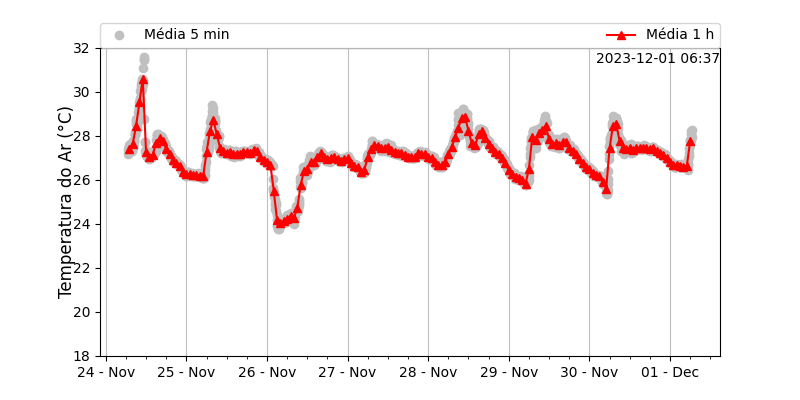 Média 5 min
Média 1 h
2023-12-01 06:37
Temperatura do Ar (°C)
32
30
28
26
24
22
20
18
24 - Nov
25 - Nov
26 - Nov
27 - Nov
28 - Nov
29 - Nov
30 - Nov
01 - Dec